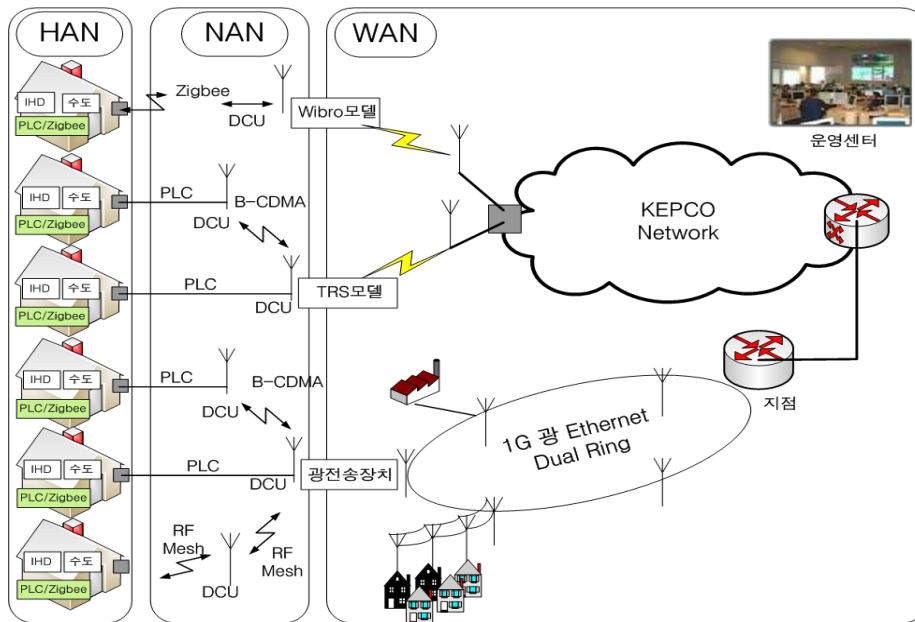 HAN
NAN
WAN
IHD
수도
PLC/Zigbee
Zigbee
DCU
Wibro모델
운영센터
IHD
수도
PLC/Zigbee
PLC
B-CDMA
DCU
KEPCO
Network
IHD
수도
PLC/Zigbee
PLC
DCU
TRS모델
IHD
수도
PLC/Zigbee
PLC
B-CDMA
DCU
지점
1G 광 Ethernet
Dual Ring
IHD
수도
PLC/Zigbee
PLC
DCU
광전송장치
IHD
수도
PLC/Zigbee
RF
Mesh
DCU
RF
Mesh